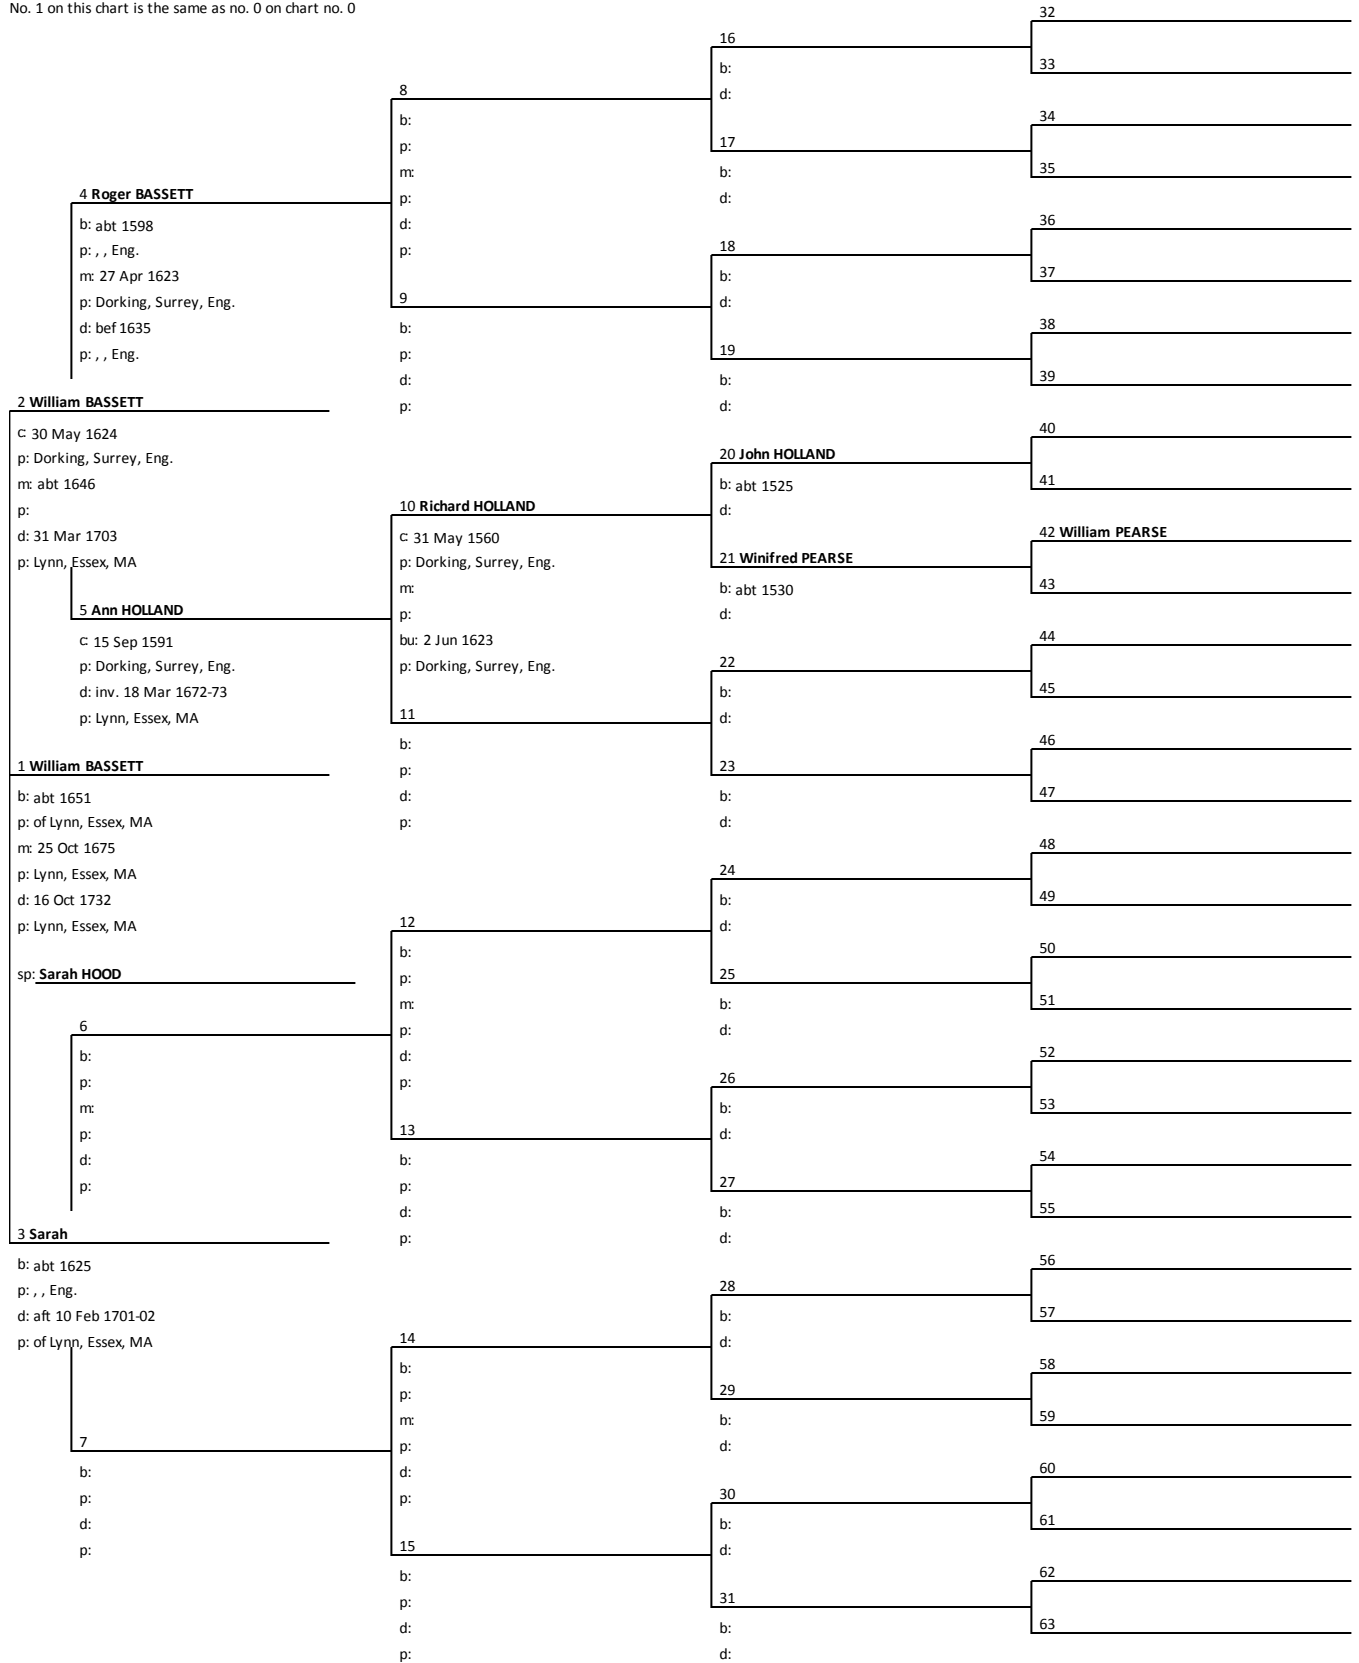 No. 1 on this chart is the same as no. 0 on chart no. 0
4 Roger BASSETT
b: abt 1598
p: , , Eng.
m: 27 Apr 1623
p: Dorking, Surrey, Eng.
d: bef 1635
p: , , Eng.
2 William BASSETT
c: 30 May 1624
p: Dorking, Surrey, Eng.
m: abt 1646
p:
d: 31 Mar 1703
p: Lynn, Essex, MA
5 Ann HOLLAND
c: 15 Sep 1591
p: Dorking, Surrey, Eng.
d: inv. 18 Mar 1672-73
p: Lynn, Essex, MA
1 William BASSETT
b: abt 1651
p: of Lynn, Essex, MA
m: 25 Oct 1675
p: Lynn, Essex, MA
d: 16 Oct 1732
p: Lynn, Essex, MA
sp: Sarah HOOD
6
b:
p:
m:
p:
d:
p:
3 Sarah
b: abt 1625
p: , , Eng.
d: aft 10 Feb 1701-02
p: of Lynn, Essex, MA
7
b:
p:
d:
p:
8
b:
p:
m:
p:
d:
p:
9
b:
p:
d:
p:
10 Richard HOLLAND
c: 31 May 1560
p: Dorking, Surrey, Eng.
m:
p:
bu: 2 Jun 1623
p: Dorking, Surrey, Eng.
11
b:
p:
d:
p:
12
b:
p:
m:
p:
d:
p:
13
b:
p:
d:
p:
14
b:
p:
m:
p:
d:
p:
15
b:
p:
d:
p:
16
b:
d:
17
b:
d:
18
b:
d:
19
b:
d:
20 John HOLLAND
b: abt 1525
d:
21 Winifred PEARSE
b: abt 1530
d:
22
b:
d:
23
b:
d:
24
b:
d:
25
b:
d:
26
b:
d:
27
b:
d:
28
b:
d:
29
b:
d:
30
b:
d:
31
b:
d:
32
33
34
35
36
37
38
39
40
41
42 William PEARSE
43
44
45
46
47
48
49
50
51
52
53
54
55
56
57
58
59
60
61
62
63